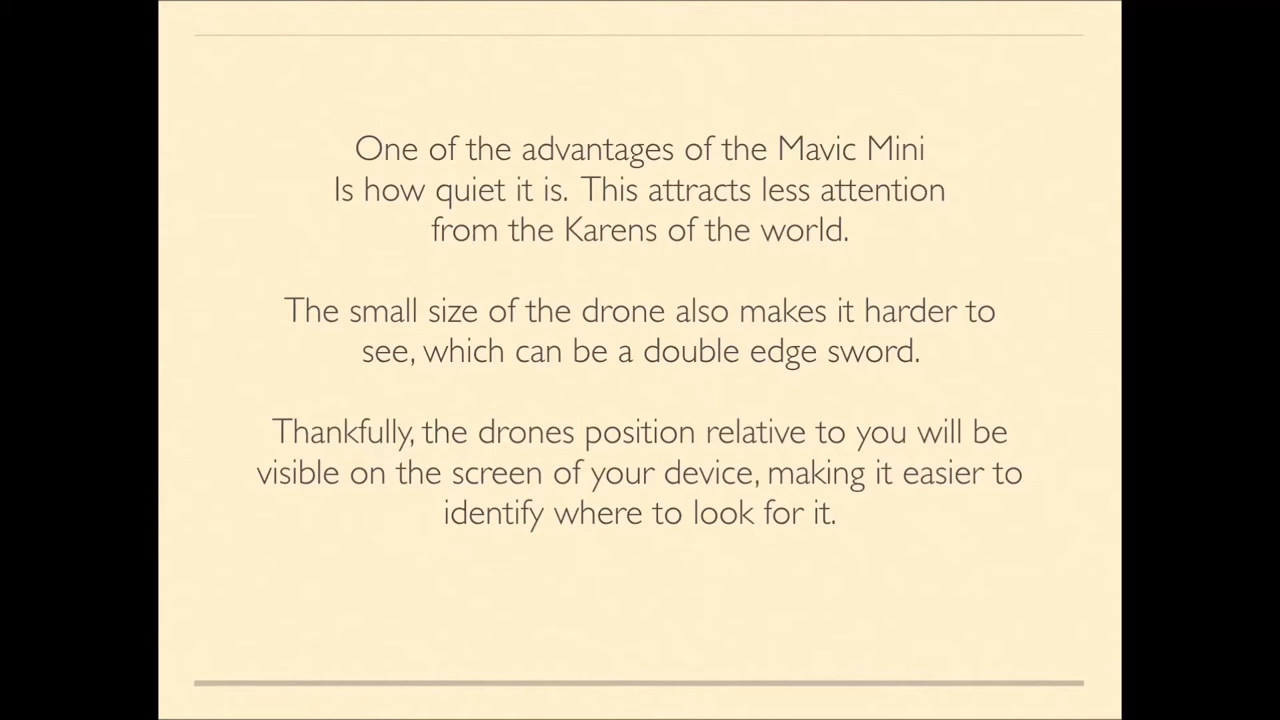 One of the advantages of the Mavic Mini
Is how quiet it is. This attracts less attention
from the Karens of the world.
The small size of the drone also makes it harder to
see, which can be a double edge sword.
Thankfully, the drones position relative to you will be
visible on the screen of your device, making it easier to
identify where to look for it.